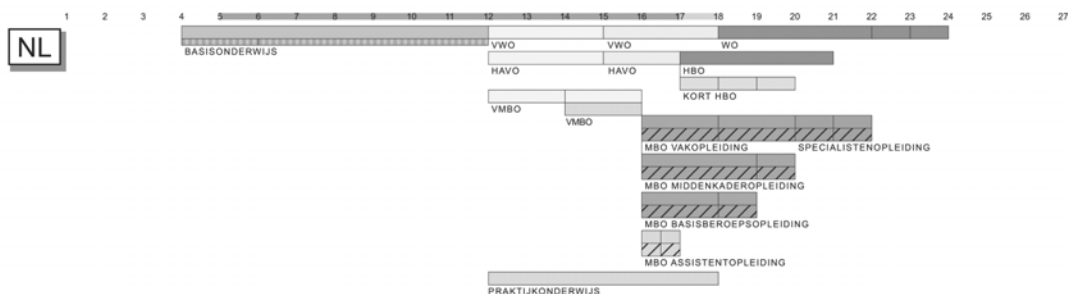 1 2 3 4 5 6 7 8 9 10 11 12 13 14 15 16 17 18 19 20 21 22 23 24 25 26 27
NL
BASISONDERWIJS VWO VWO WO
HAVO HAVO HBO
KORT HBO
VMBO
VMBO
MBO VAKOPLEIDING SPECIALISTENOPLEIDING
MBO MIDDENKADEROPLEIDING
MBO BASISBEROEPSOPLEIDING
MBO ASSISTENTOPLEIDING
PRAKTIJKONDERWIJS